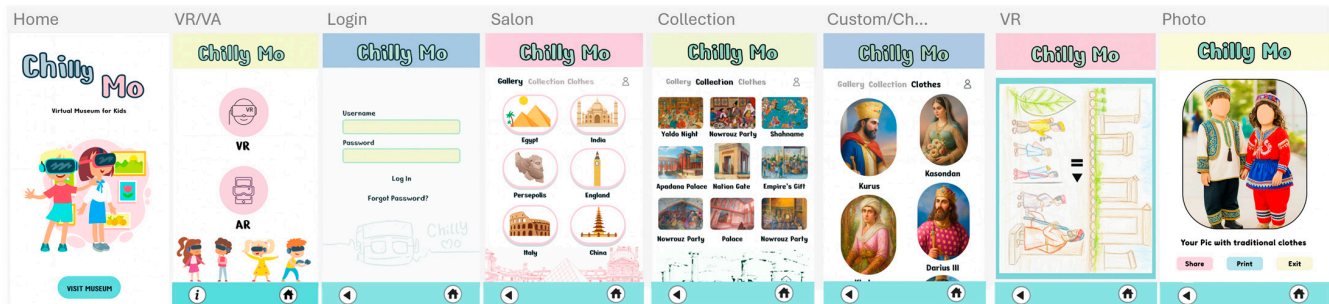 Home
Chilly
Mo
Virtual Museum for Kids
VISIT MUSEUM
VR/VA
Chilly Mo
VR
VR
AR
i
Login
Chilly Mo
Username
Password
Log In
Forgot Password?
Chilly
Mo
Salon
Chilly Mo
Gallery Collection Clothes
Egypt India
Persepolis England
Italy China
Collection
Chilly Mo
Gallery Collection Clothes
Yalda Night Nowrouz Party Shahname
Apadana Palace Nation Gate Empire's Gift
Nowrouz Party Palace Nowrouz Party
Custom/Ch...
Chilly Mo
Gallery Collection Clothes
Kurus Kasondan
Darius III
VR
Chilly Mo
Photo
Chilly Mo
Your Pic with traditional clothes
Share Print Exit